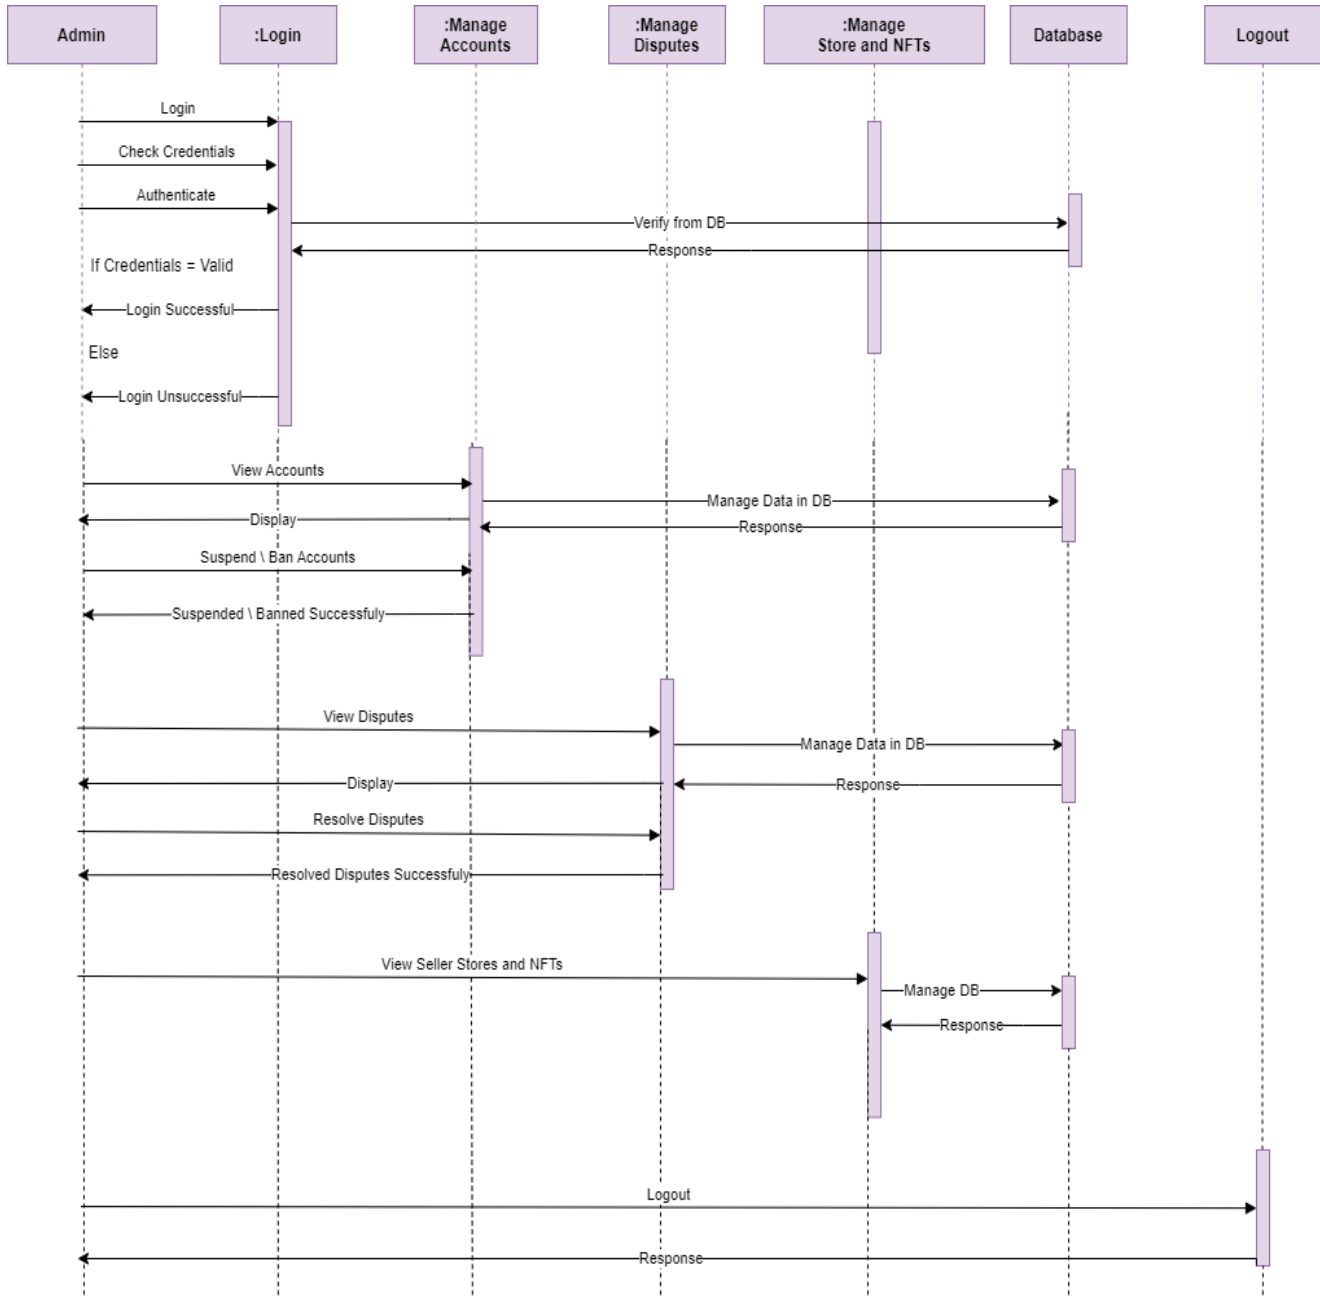 Admin
:Login
:Manage
Accounts
:Manage
Disputes
:Manage
Store and NFTs
Database
Logout
Login
Check Credentials
Authenticate
Verify from DB
Response
If Credentials = Valid
Login Successful
Else
Login Unsuccessful
View Accounts
Manage Data in DB
Display
Response
Suspend \ Ban Accounts
Suspended \ Banned Successfuly
View Disputes
Manage Data in DB
Display
Response
Resolve Disputes
Resolved Disputes Successfuly
View Seller Stores and NFTs
Manage DB
Response
Logout
Response